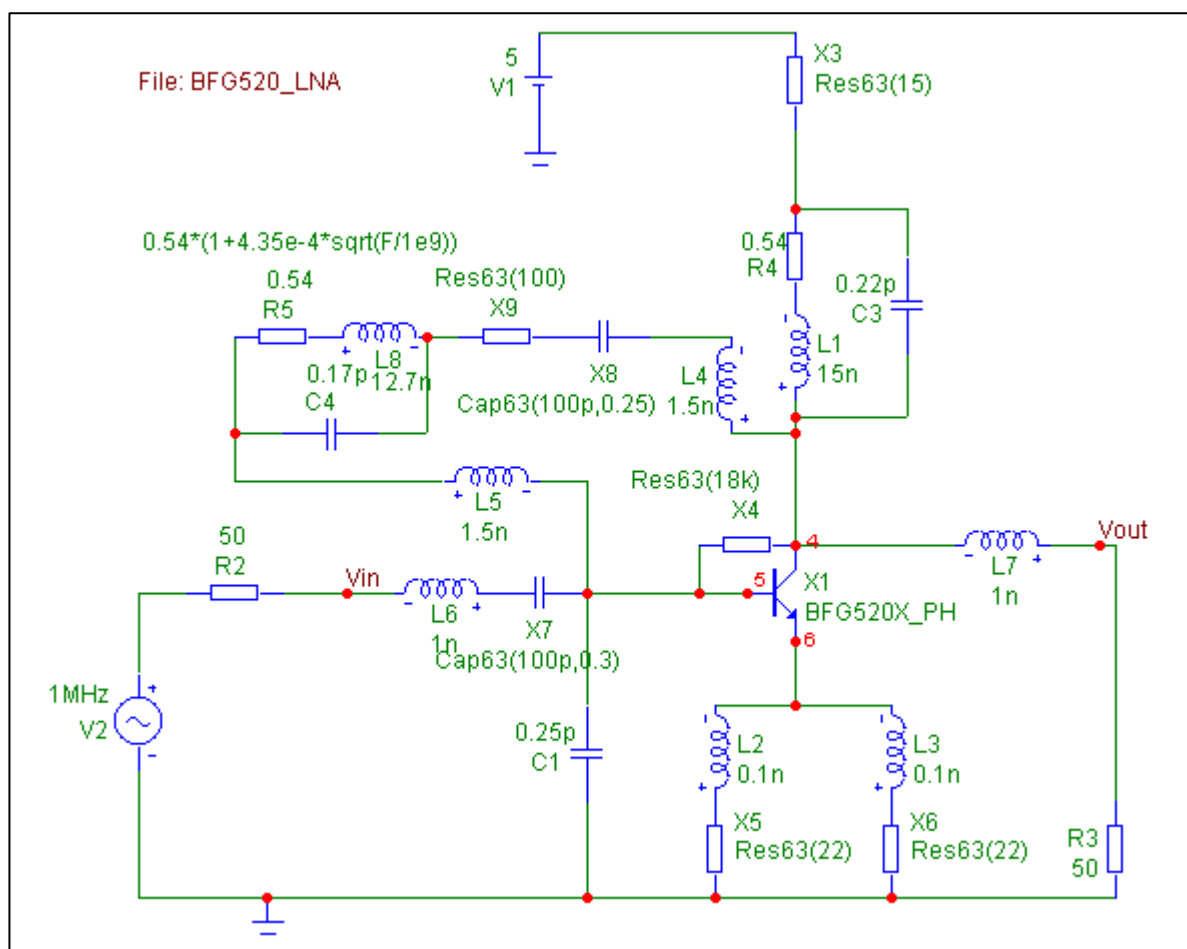 5
V1
X3
Res63(15)
File: BFG520_LNA
0.54*(1+4.35e-4*sqrt(F/1e9))
0.54
R5
Res63(100)
X9
0.54
R4
0.22p
C3
L8
12.7n
0.17p
C4
X8
Cap63(100p,0.25)
L4
1.5n
L1
15n
L5
1.5n
Res63(18k)
X4
50
R2
Vin
L6
1n
X7
Cap63(100p,0.3)
4
5
6
X1
BFG520X_PH
L7
1n
Vout
1MHz
V2
0.25p
C1
L2
0.1n
L3
0.1n
X5
Res63(22)
X6
Res63(22)
R3
50